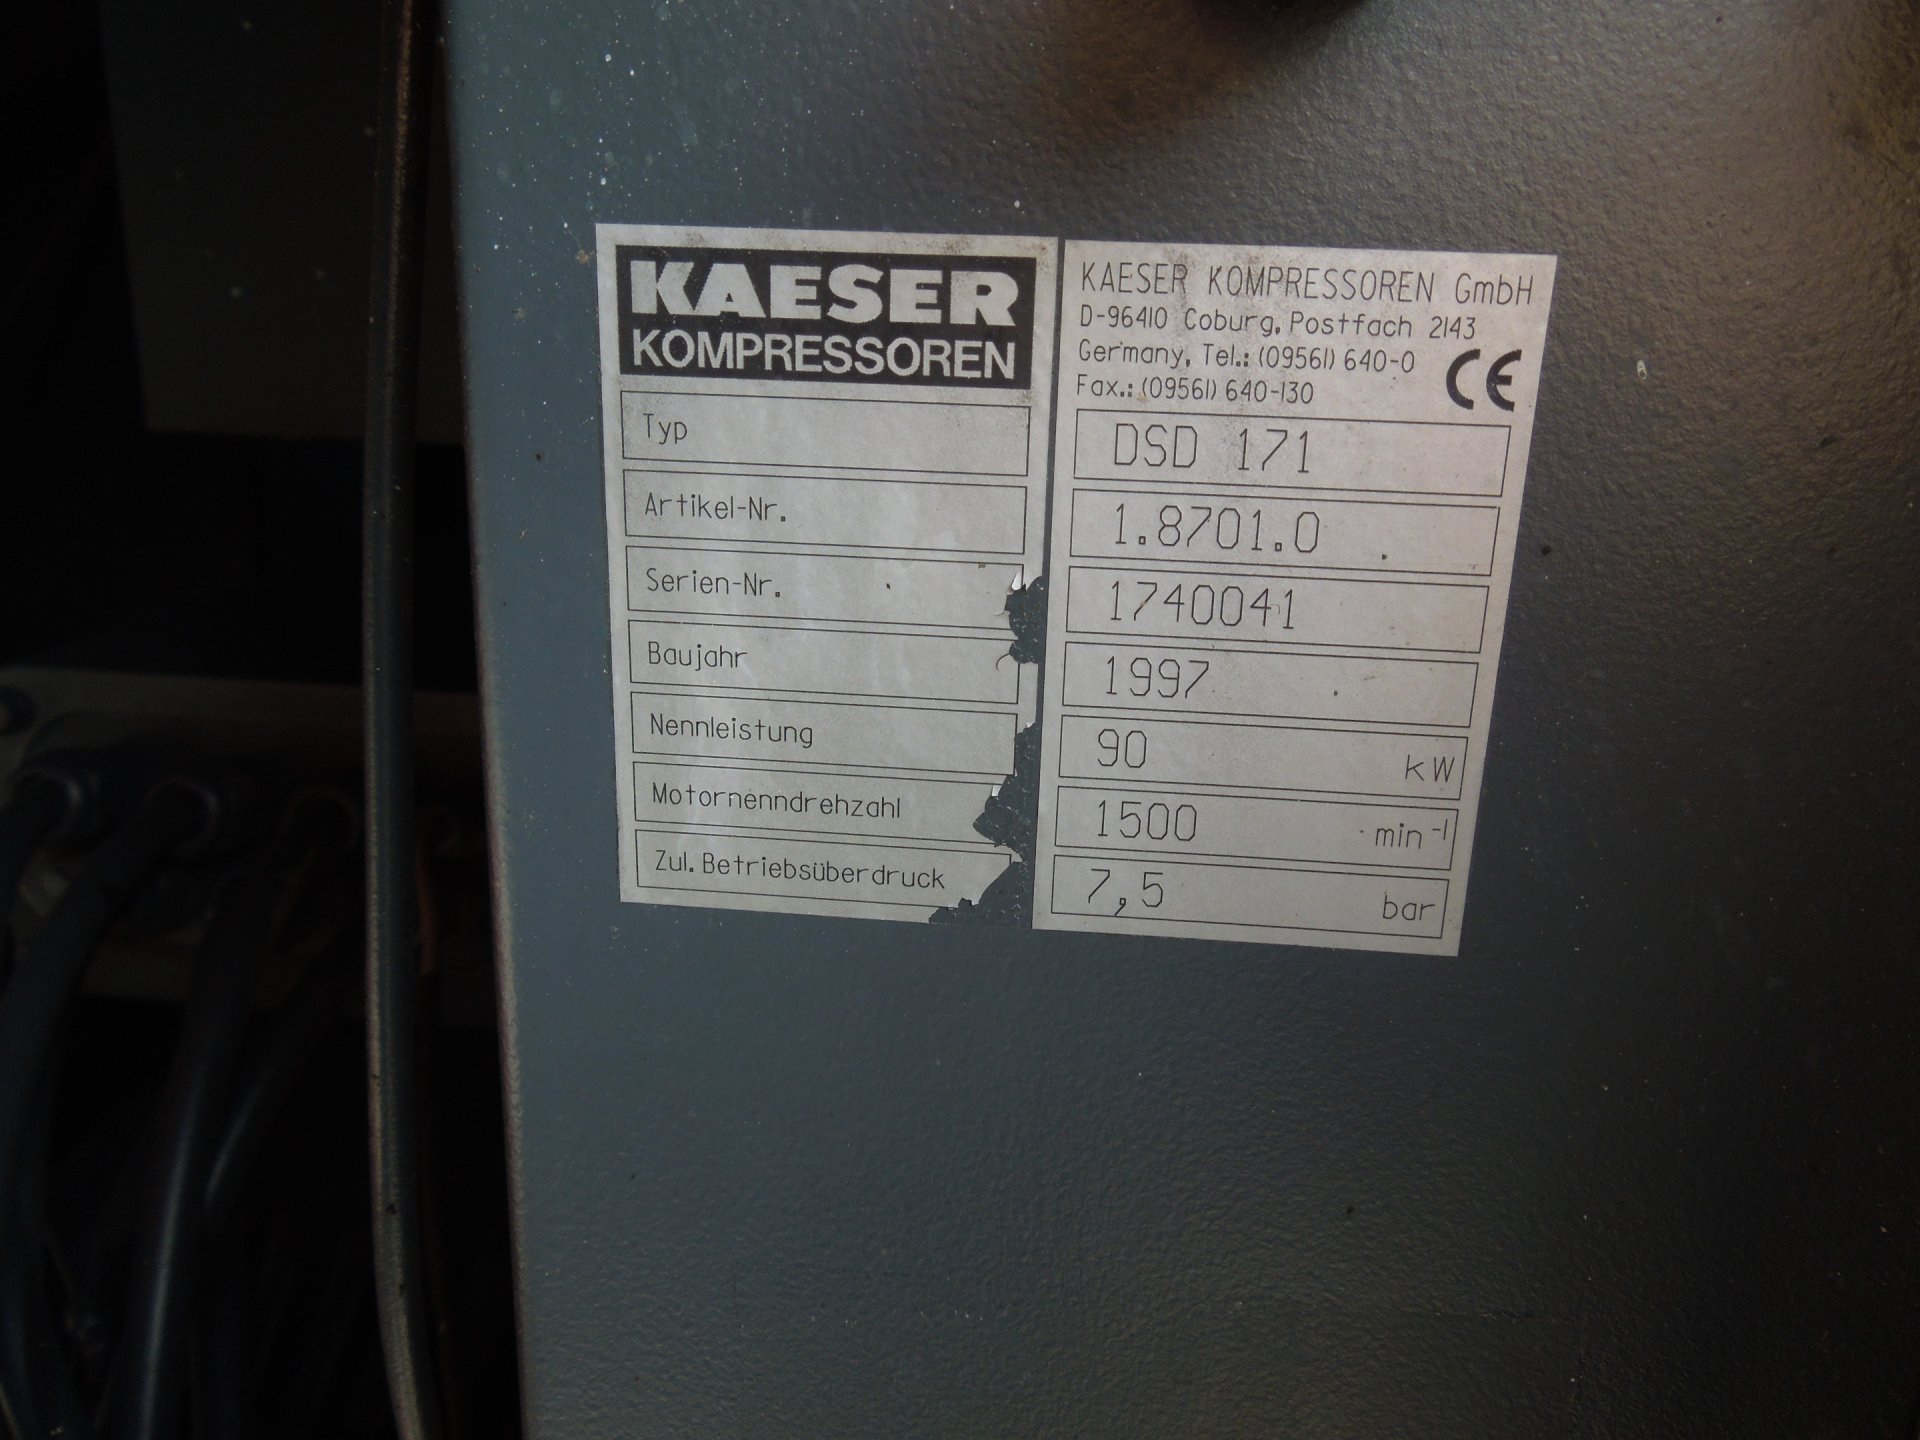 KAESER
KOMPRESSOREN
KAESER KOMPRESSOREN GmbH
D-96410 Coburg, Postfach 2143
Germany, Tel.: (09561) 640-0
Fax.: (09561) 640-130
CE
Typ DSD 171
Artikel-Nr. 1.8701.0
Serien-Nr. 1740041
Baujahr 1997
Nennleistung 90 kW
Motornenndrehzahl 1500 min⁻¹
Zul. Betriebsüberdruck 7,5 bar